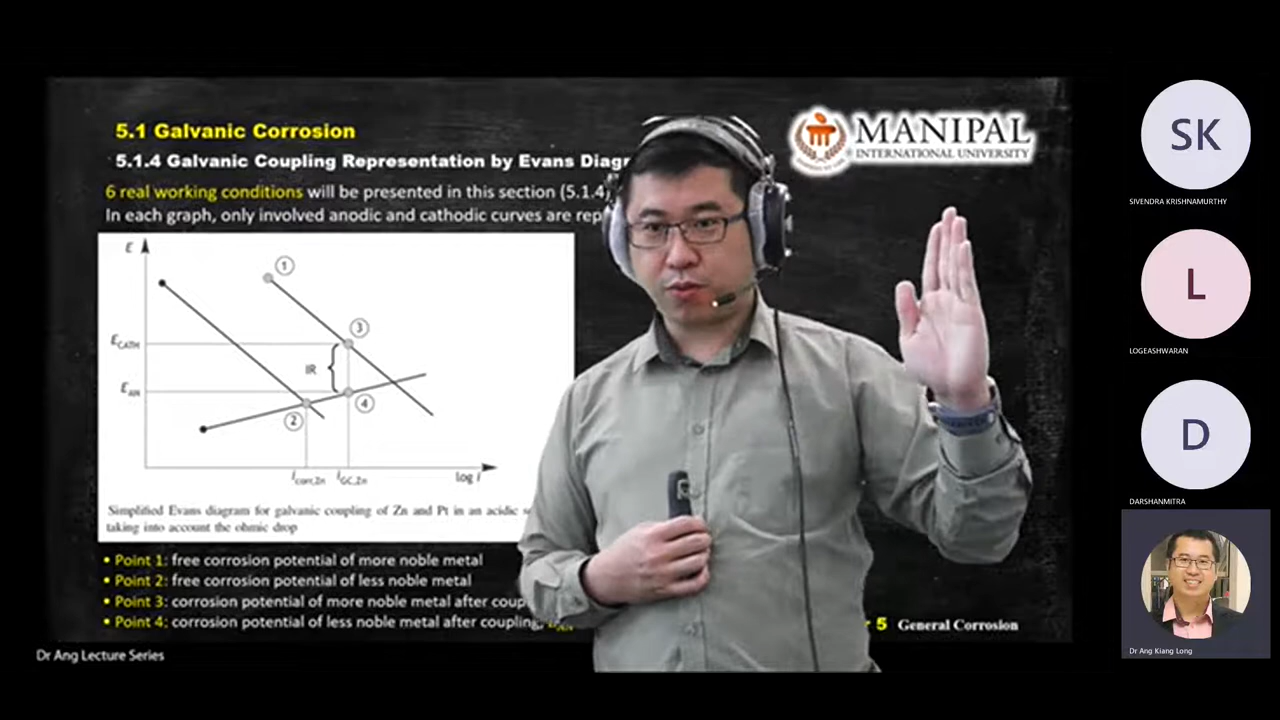 5.1 Galvanic Corrosion
5.1.4 Galvanic Coupling Representation by Evans Diagr
6 real working conditions will be presented in this section (5.1.4)
In each graph, only involved anodic and cathodic curves are rep
E
1
3
E CATH
IR
E AN
4
2
i corr,Zn
i GC,Zn
log i
Simplified Evans diagram for galvanic coupling of Zn and Pt in an acidic s
taking into account the ohmic drop
• Point 1: free corrosion potential of more noble metal
• Point 2: free corrosion potential of less noble metal
• Point 3: corrosion potential of more noble metal after coup
• Point 4: corrosion potential of less noble metal after coupling,
5 General Corrosion
Dr Ang Lecture Series
MANIPAL
INTERNATIONAL UNIVERSITY
SK
SIVENDRA KRISHNAMURTHY
L
LOGEASHWARAN
D
DARSHANMITRA
Dr Ang Kiang Long